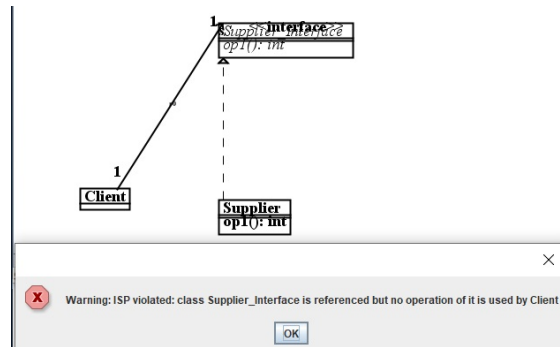 1
<<interface>>
Supplier_Interface
op1(): int
1
Client
Supplier
op1(): int
Warning: ISP violated: class Supplier_Interface is referenced but no operation of it is used by Client
OK